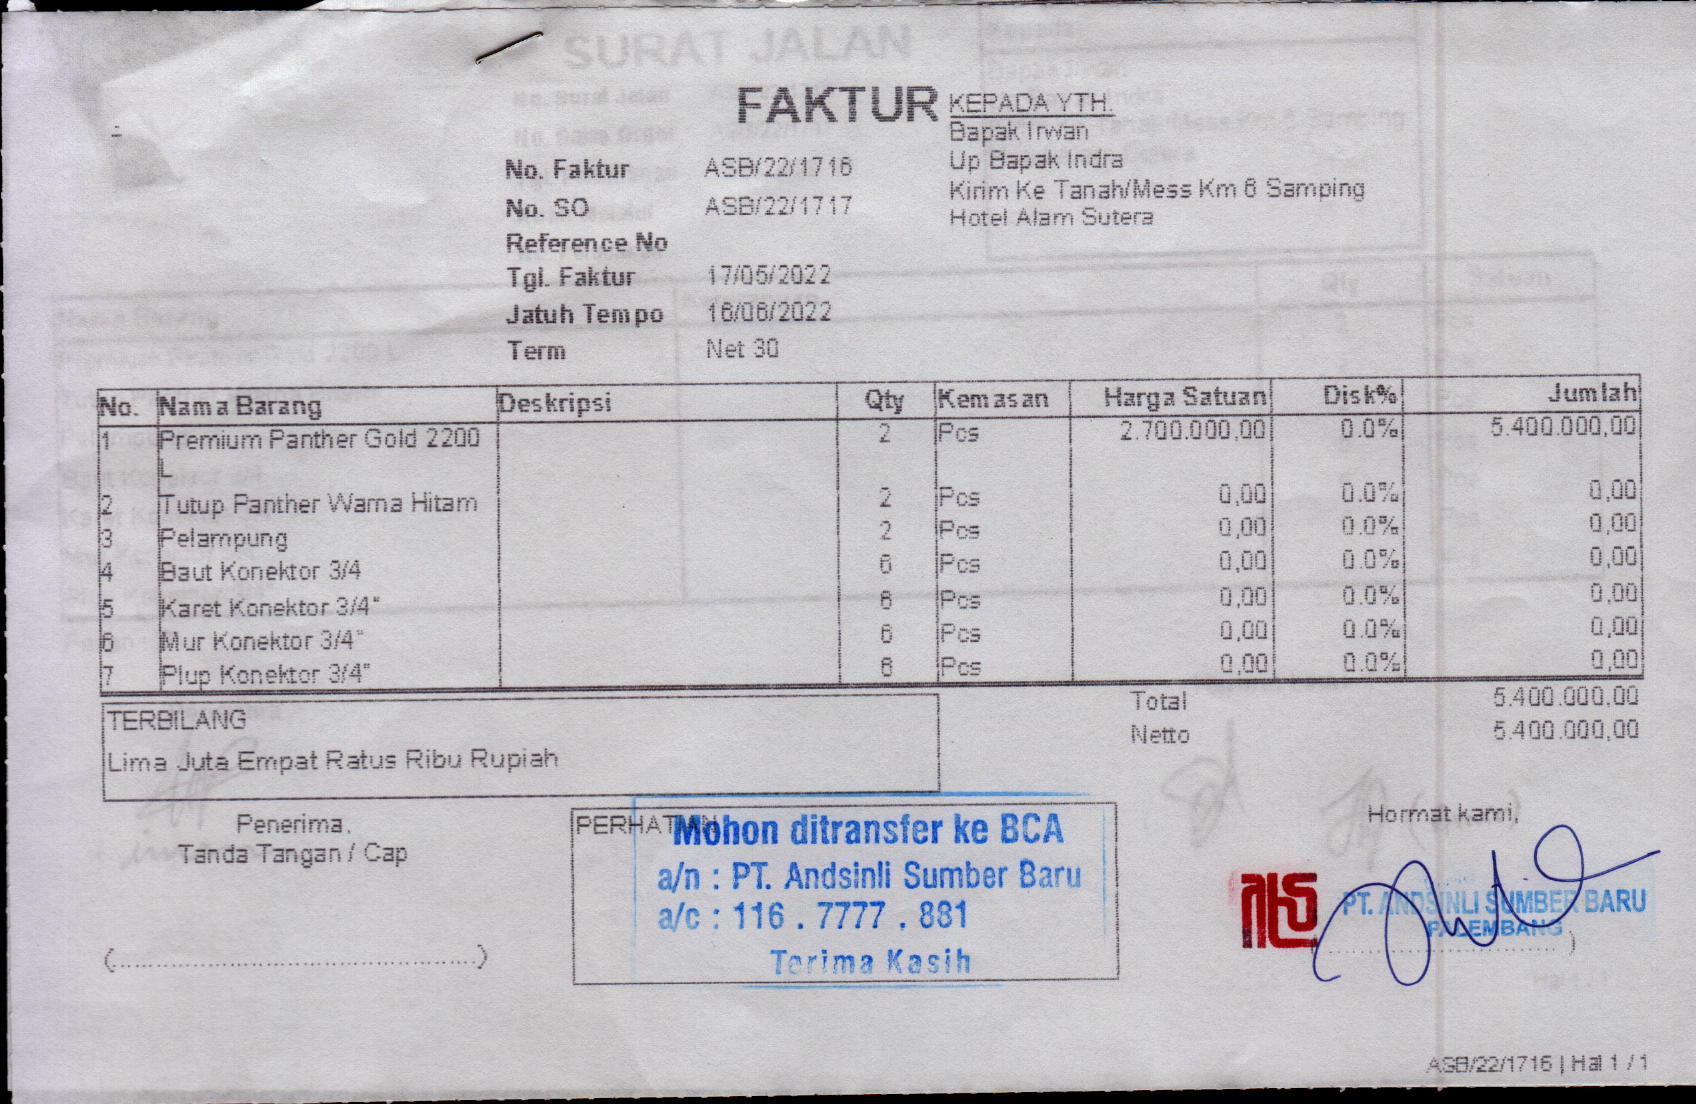 FAKTUR
KEPADA YTH.
Bapak Irwan
Up Bapak Indra
Kirim Ke Tanah/Mess Km 6 Samping
Hotel Alam Sutera
No. Faktur ASB/22/1716
No. SO ASB/22/1717
Reference No
Tgl. Faktur 17/05/2022
Jatuh Tempo 16/06/2022
Term Net 30
No. Nama Barang Deskripsi Qty Kemasan Harga Satuan Disk% Jumlah
1 Premium Panther Gold 2200 2 Pcs 2.700.000,00 0.0% 5.400.000,00
L
2 Tutup Panther Warna Hitam 2 Pcs 0,00 0.0% 0,00
3 Pelampung 2 Pcs 0,00 0.0% 0,00
4 Baut Konektor 3/4 6 Pcs 0,00 0.0% 0,00
5 Karet Konektor 3/4" 6 Pcs 0,00 0.0% 0,00
6 Mur Konektor 3/4" 6 Pcs 0,00 0.0% 0,00
7 Plup Konektor 3/4" 6 Pcs 0,00 0.0% 0,00
Total 5.400.000,00
Netto 5.400.000,00
TERBILANG
Lima Juta Empat Ratus Ribu Rupiah
Penerima,
Tanda Tangan / Cap
(..............................................)
PERHATIAN
Mohon ditransfer ke BCA
a/n : PT. Andsinli Sumber Baru
a/c : 116 . 7777 . 881
Terima Kasih
Hormat kami,
PT. ANDSINLI SUMBER BARU
PALEMBANG
ASB/22/1716 | Hal 1 / 1
SURAT JALAN